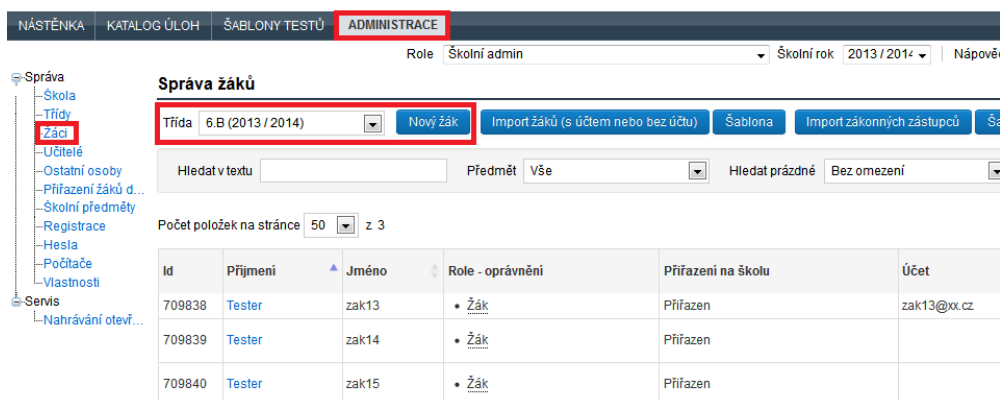 NÁSTĚNKA KATALOG ÚLOH ŠABLONY TESTŮ ADMINISTRACE
Role Školní admin Školní rok 2013 / 2014
Správa
Škola
Třídy
Žáci
Učitelé
Ostatní osoby
Přiřazení žáků d...
Školní předměty
Registrace
Hesla
Počítače
Vlastnosti
Servis
Nahrávání otevř...
Správa žáků
Třída 6.B (2013 / 2014) Nový žák Import žáků (s účtem nebo bez účtu) Šablona Import zákonných zástupců
Hledat v textu Předmět Vše Hledat prázdné Bez omezení
Počet položek na stránce 50 z 3
Id Příjmení Jméno Role - oprávnění Přiřazení na školu Účet
709838 Tester zak13 • Žák Přiřazen zak13@xx.cz
709839 Tester zak14 • Žák Přiřazen
709840 Tester zak15 • Žák Přiřazen